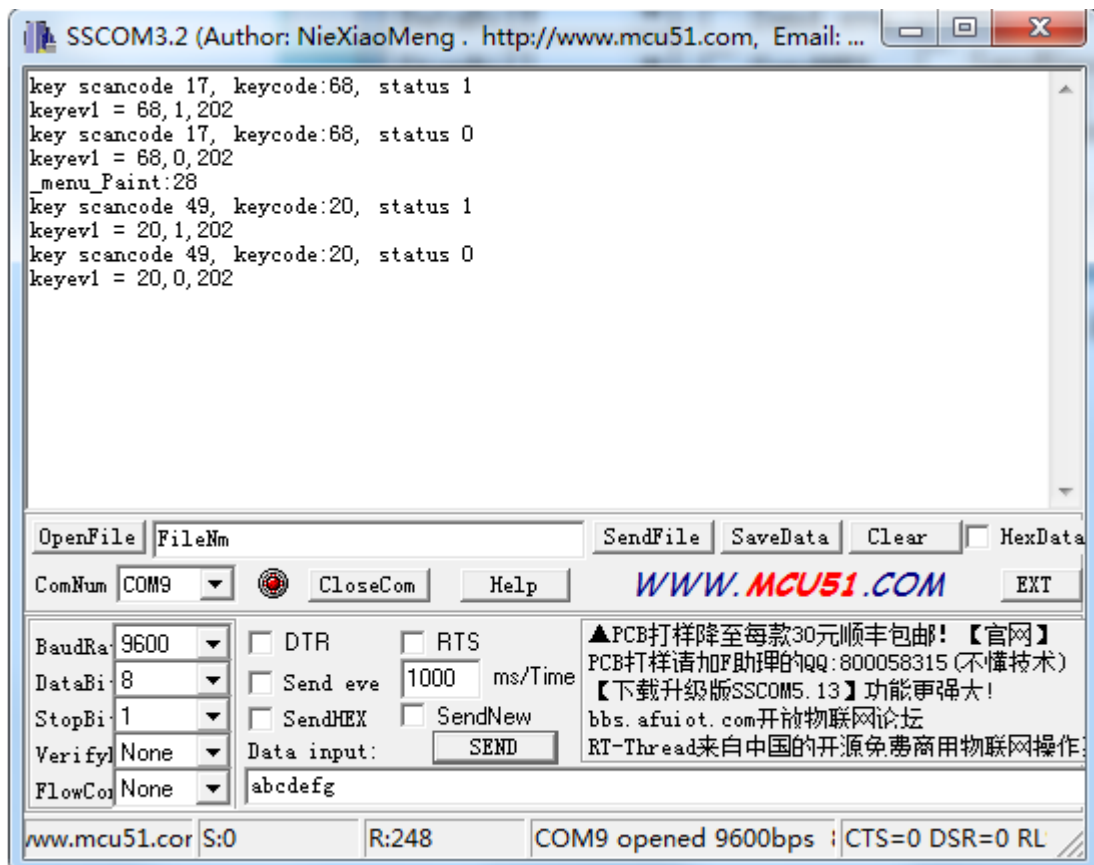 SSCOM3.2 (Author: NieXiaoMeng . http://www.mcu51.com, Email: ...
key scancode 17, keycode:68, status 1
keyev1 = 68,1,202
key scancode 17, keycode:68, status 0
keyev1 = 68,0,202
_menu_Paint:28
key scancode 49, keycode:20, status 1
keyev1 = 20,1,202
key scancode 49, keycode:20, status 0
keyev1 = 20,0,202
OpenFile FileNm SendFile SaveData Clear HexData
ComNum COM9 CloseCom Help WWW.MCU51.COM EXT
BaudRa 9600 DTR RTS
DataBi 8 Send eve 1000 ms/Time
StopBi 1 SendHEX SendNew
Verify None Data input: SEND
FlowCo None abcdefg
▲PCB打样降至每款30元顺丰包邮！【官网】
PCB打样请加F助理的QQ:800058315(不懂技术)
【下载升级版SSCOM5.13】功能更强大！
bbs.afuiot.com开放物联网论坛
RT-Thread来自中国的开源免费商用物联网操作
www.mcu51.cor S:0 R:248 COM9 opened 9600bps CTS=0 DSR=0 RL